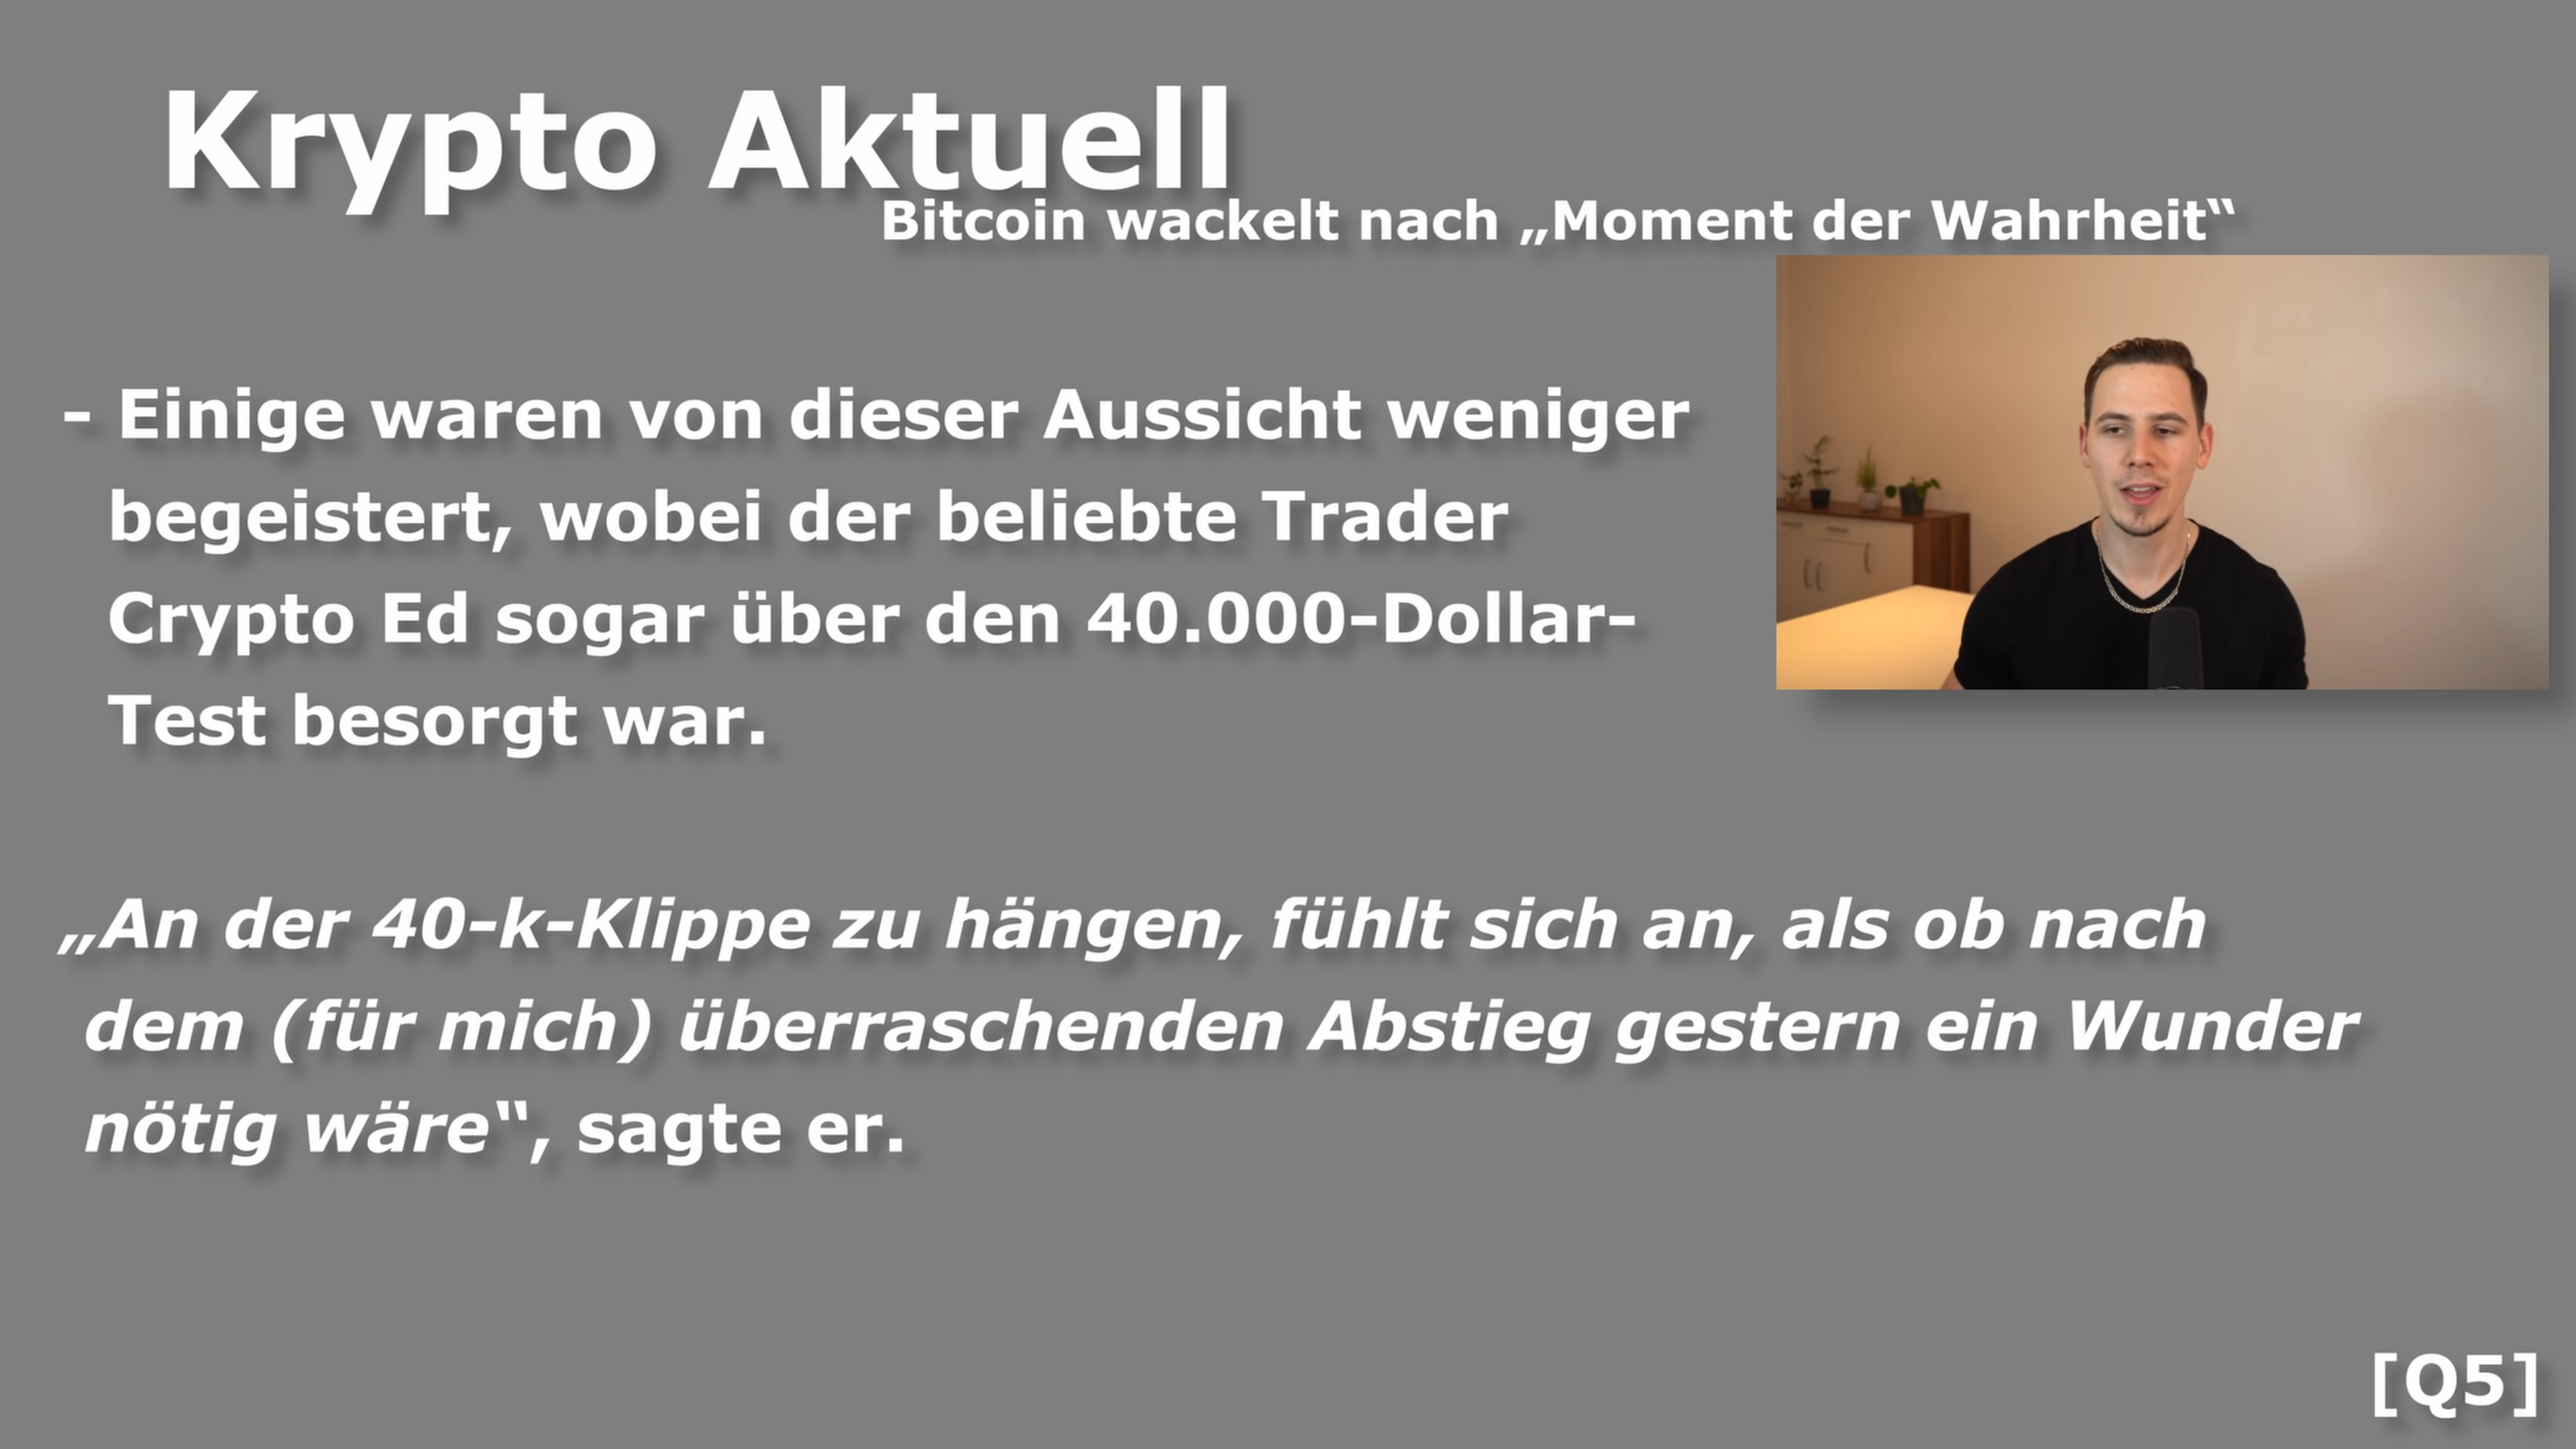 Krypto Aktuell
Bitcoin wackelt nach „Moment der Wahrheit“
- Einige waren von dieser Aussicht weniger
begeistert, wobei der beliebte Trader
Crypto Ed sogar über den 40.000-Dollar-
Test besorgt war.
„An der 40-k-Klippe zu hängen, fühlt sich an, als ob nach
dem (für mich) überraschenden Abstieg gestern ein Wunder
nötig wäre“, sagte er.
[Q5]